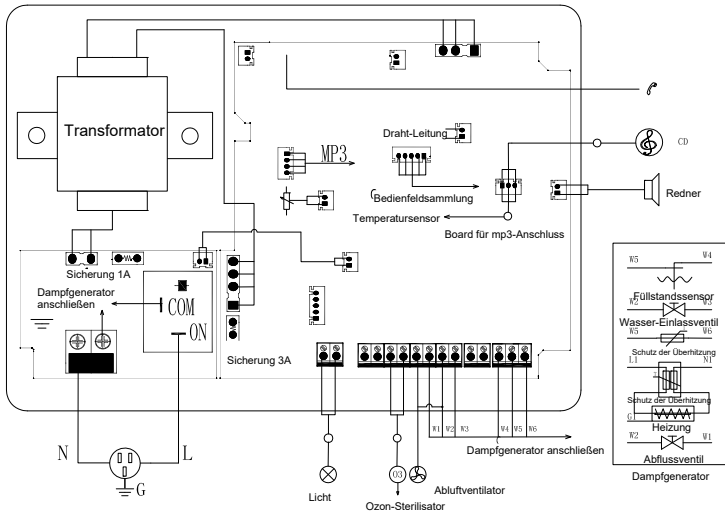 Transformator
MP3
Draht-Leitung
Bedienfeldsammlung
Temperatursensor
Board für mp3-Anschluss
CD
Redner
Sicherung 1A
Dampfgenerator
anschließen
COM
ON
Sicherung 3A
N
L
G
W1
W2
W3
W4
W5
W6
Dampfgenerator anschließen
Licht
O3
Ozon-Sterilisator
Abluftventilator
W5
W4
Füllstandssensor
W2
W3
Wasser-Einlassventil
W5
W6
Schutz der Überhitzung
L1
N1
T
Schutz der Überhitzung
G
Heizung
W2
W1
Abflussventil
Dampfgenerator